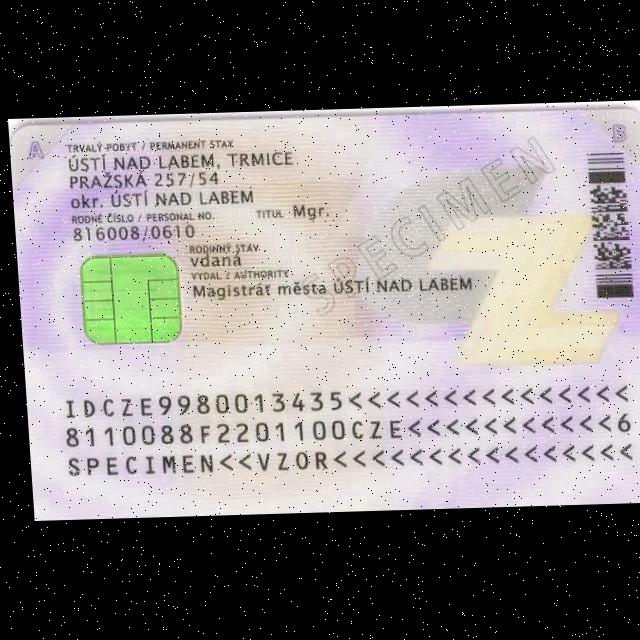 A
B
TRVALÝ POBYT / PERMANENT STAY
ÚSTÍ NAD LABEM, TRMICE
PRAŽSKÁ 257/54
okr. ÚSTÍ NAD LABEM
RODNÉ ČÍSLO / PERSONAL NO.
TITUL Mgr.
816008/0610
RODINNÝ STAV
vdaná
VYDAL / AUTHORITY
Magistrát města ÚSTÍ NAD LABEM
SPECIMEN
IDCZE9980013435<<<<<<<<<<<<<<<
8110088F2201100CZE<<<<<<<<<<<6
SPECIMEN<<VZOR<<<<<<<<<<<<<<<<